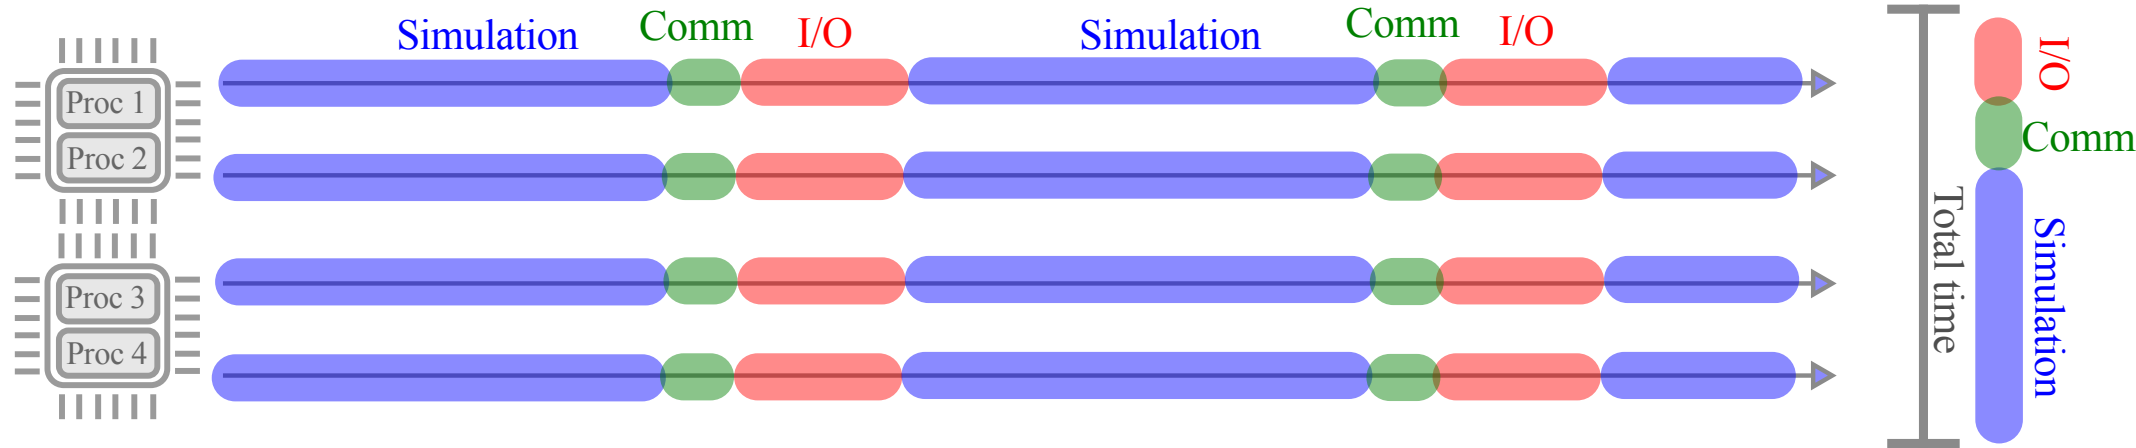 Simulation
Comm
I/O
Simulation
Comm
I/O
Proc 1
Proc 2
Proc 3
Proc 4
Total time
I/O
Comm
Simulation